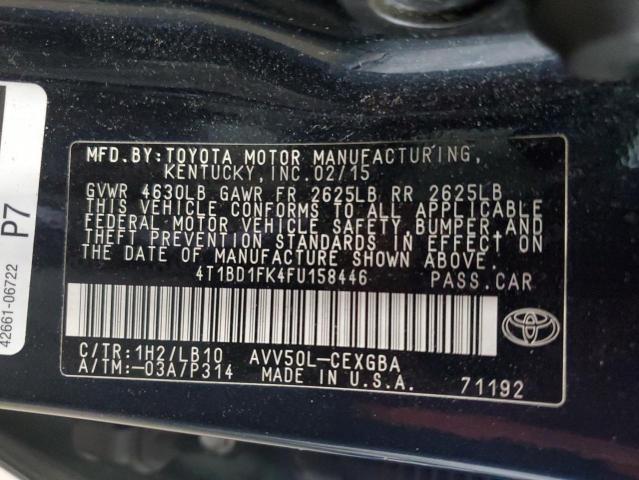 MFD.BY:TOYOTA MOTOR MANUFACTURING,
KENTUCKY,INC.02/15
GVWR 4630LB GAWR FR 2625LB RR 2625LB
THIS VEHICLE CONFORMS TO ALL APPLICABLE
FEDERAL MOTOR VEHICLE SAFETY,BUMPER,AND
THEFT PREVENTION STANDARDS IN EFFECT ON
THE DATE OF MANUFACTURE SHOWN ABOVE.
4T1BD1FK4FU158446 PASS.CAR
C/TR:1H2/LB10 AVV50L-CEXGBA
A/TM:-03A/P314 MADE IN U.S.A. 71192
42661-06722 P7